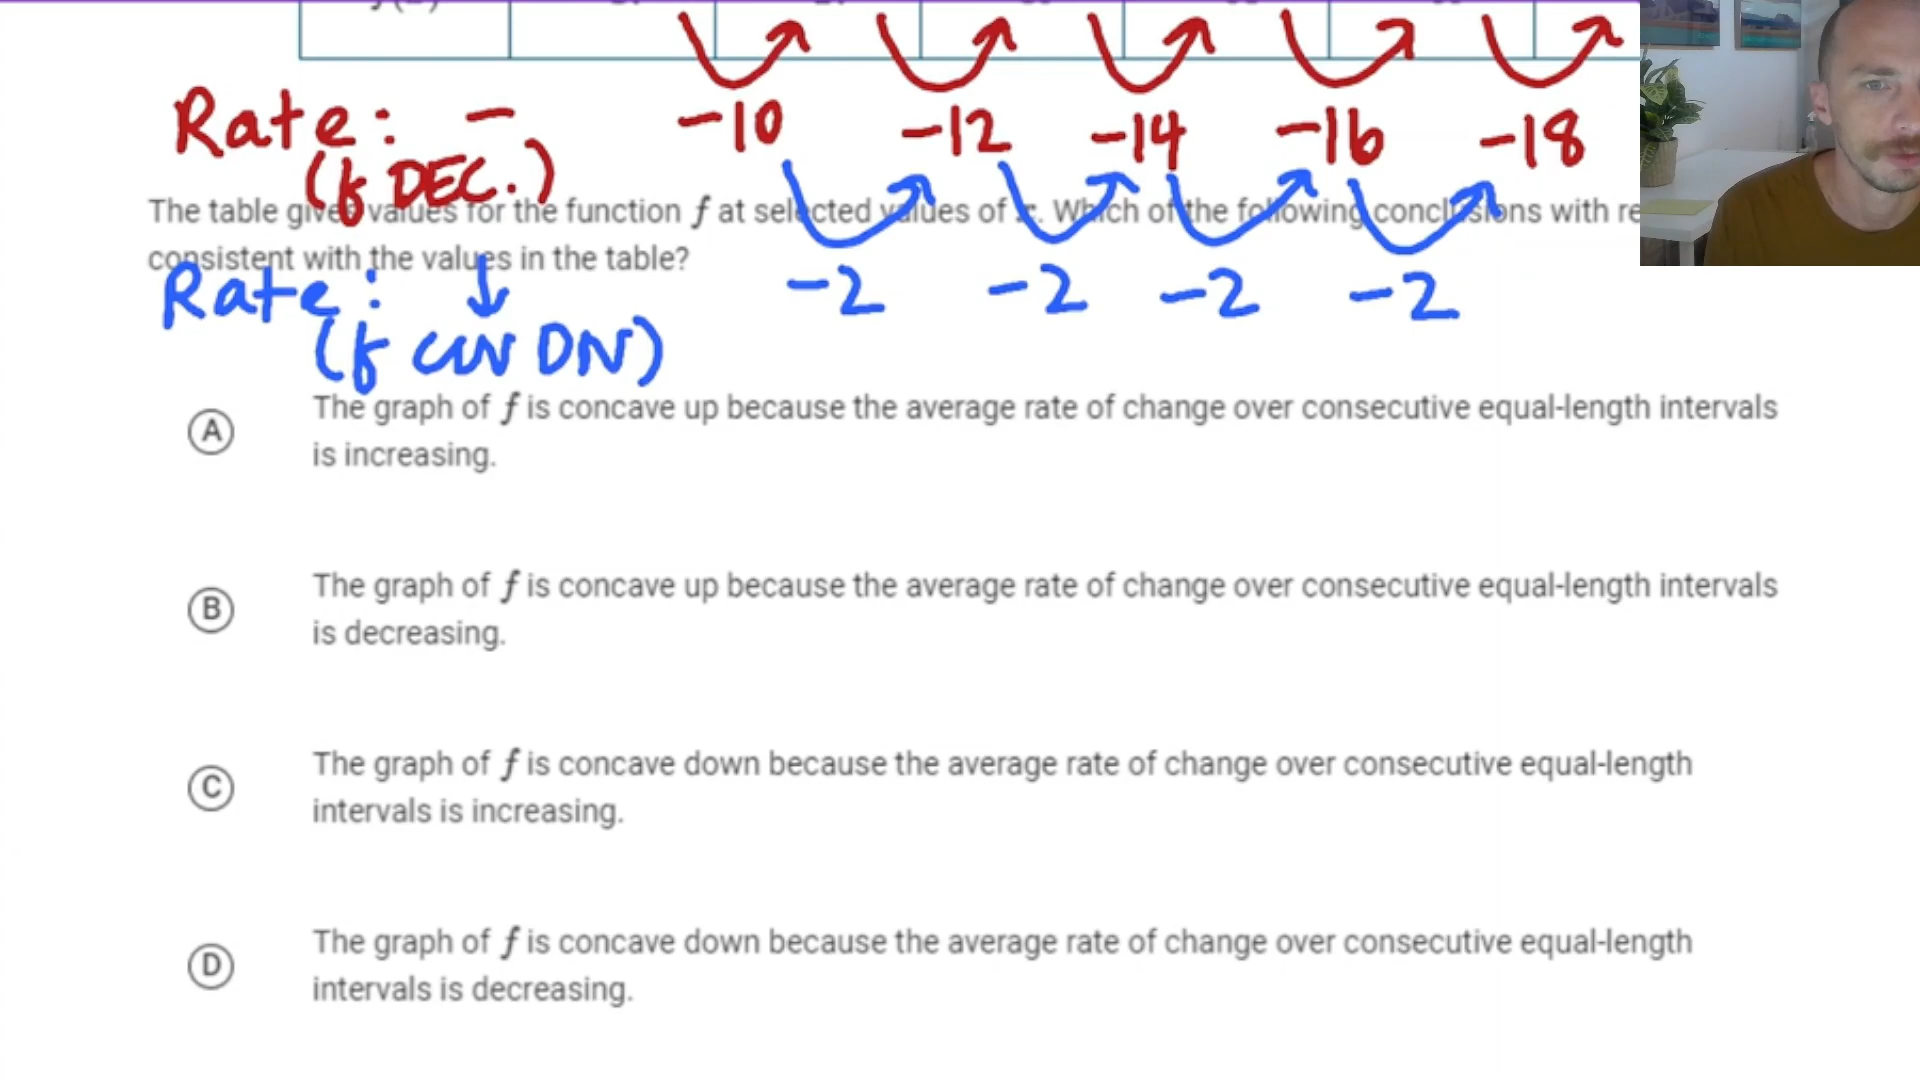 Rate: - -10 -12 -14 -16 -18
(f DEC.)
The table gives values for the function f at selected values of x. Which of the following conclusions with re
consistent with the values in the table?
Rate: ↓ -2 -2 -2 -2
(f CCV DN)
A The graph of f is concave up because the average rate of change over consecutive equal-length intervals
is increasing.
B The graph of f is concave up because the average rate of change over consecutive equal-length intervals
is decreasing.
C The graph of f is concave down because the average rate of change over consecutive equal-length
intervals is increasing.
D The graph of f is concave down because the average rate of change over consecutive equal-length
intervals is decreasing.